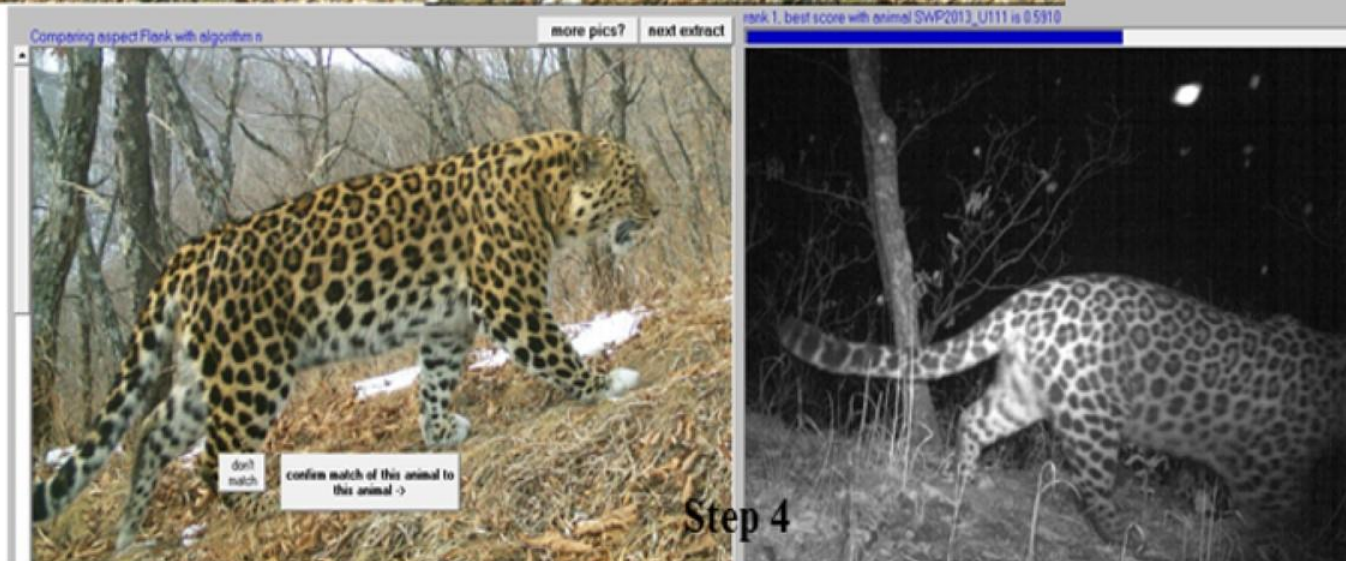 Comparing aspect Flank with algorithm n
more pics?
next extract
rank 1, best score with animal SWP2013_U111 is 0.5910
don't
match
confirm match of this animal to
this animal ->
Step 4